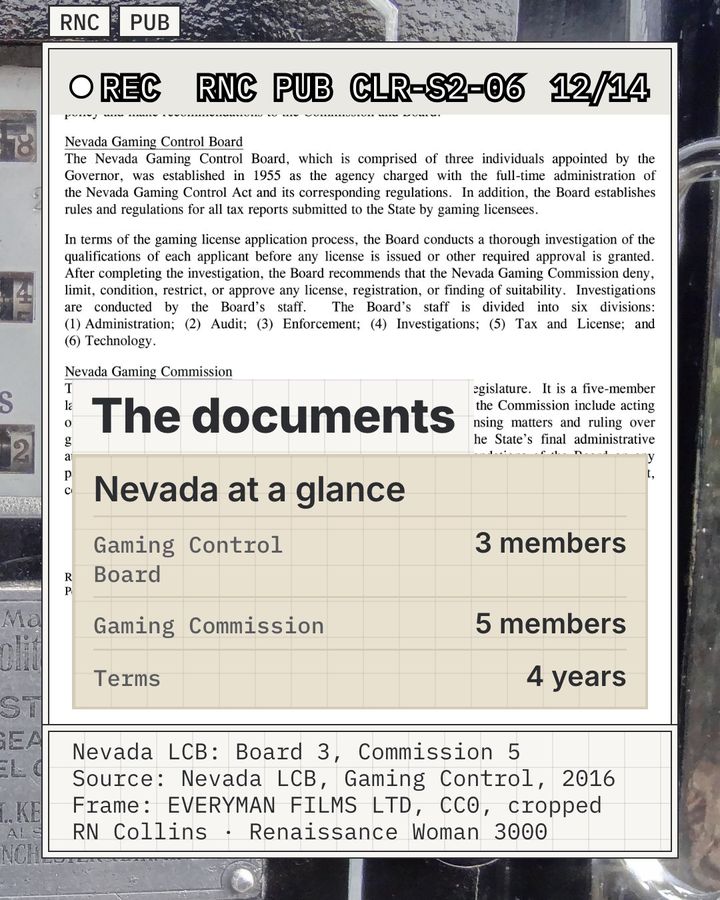 RNC PUB
REC RNC PUB CLR-S2-06 12/14
policy and make recommendations to the Commission and Board.
Nevada Gaming Control Board
The Nevada Gaming Control Board, which is comprised of three individuals appointed by the
Governor, was established in 1955 as the agency charged with the full-time administration of
the Nevada Gaming Control Act and its corresponding regulations. In addition, the Board establishes
rules and regulations for all tax reports submitted to the State by gaming licensees.
In terms of the gaming license application process, the Board conducts a thorough investigation of the
qualifications of each applicant before any license is issued or other required approval is granted.
After completing the investigation, the Board recommends that the Nevada Gaming Commission deny,
limit, condition, restrict, or approve any license, registration, or finding of suitability. Investigations
are conducted by the Board's staff. The Board's staff is divided into six divisions:
(1) Administration; (2) Audit; (3) Enforcement; (4) Investigations; (5) Tax and License; and
(6) Technology.
Nevada Gaming Commission
It is a five-member
the Commission include acting
matters and ruling over
State's final administrative
The documents
Nevada at a glance
Gaming Control Board 3 members
Gaming Commission 5 members
Terms 4 years
Nevada LCB: Board 3, Commission 5
Source: Nevada LCB, Gaming Control, 2016
Frame: EVERYMAN FILMS LTD, CC0, cropped
RN Collins · Renaissance Woman 3000